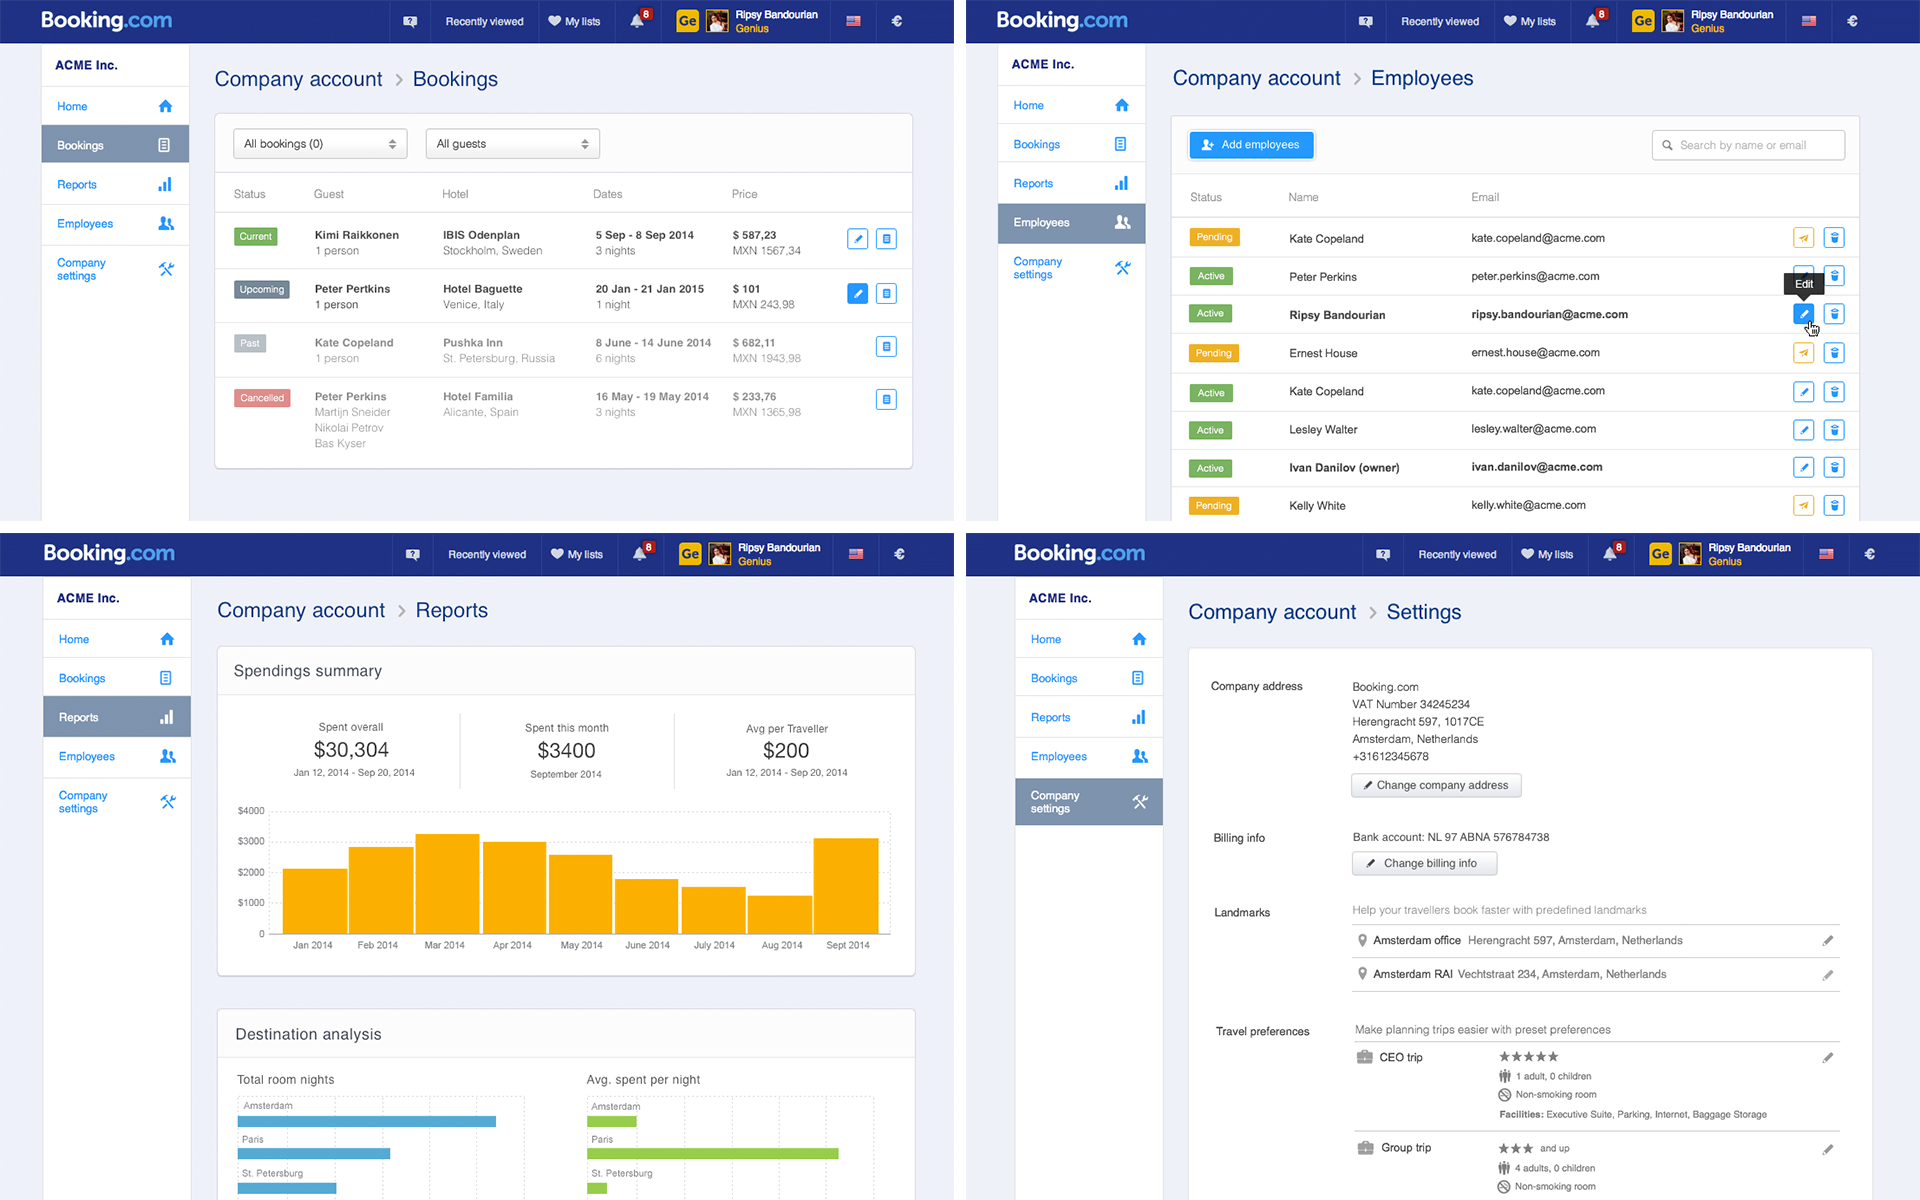 Booking.com
Recently viewed
My lists
8
Ge
Ripsy Bandourian
Genius
€
ACME Inc.
Home
Bookings
Reports
Employees
Company
settings
Company account > Bookings
All bookings (0)
All guests
Status Guest Hotel Dates Price
Current Kimi Raikkonen IBIS Odenplan 5 Sep - 8 Sep 2014 $ 587,23
1 person Stockholm, Sweden 3 nights MXN 1567,34
Upcoming Peter Pertkins Hotel Baguette 20 Jan - 21 Jan 2015 $ 101
1 person Venice, Italy 1 night MXN 243,98
Past Kate Copeland Pushka Inn 8 June - 14 June 2014 $ 682,11
1 person St. Petersburg, Russia 6 nights MXN 1943,98
Cancelled Peter Perkins Hotel Familia 16 May - 19 May 2014 $ 233,76
Martijn Sneider Alicante, Spain 3 nights MXN 1365,98
Nikolai Petrov
Bas Kyser
Booking.com
Recently viewed
My lists
8
Ge
Ripsy Bandourian
Genius
€
ACME Inc.
Home
Bookings
Reports
Employees
Company
settings
Company account > Employees
Add employees
Search by name or email
Status Name Email
Pending Kate Copeland kate.copeland@acme.com
Active Peter Perkins peter.perkins@acme.com
Edit
Active Ripsy Bandourian ripsy.bandourian@acme.com
Pending Ernest House ernest.house@acme.com
Active Kate Copeland kate.copeland@acme.com
Active Lesley Walter lesley.walter@acme.com
Active Ivan Danilov (owner) ivan.danilov@acme.com
Pending Kelly White kelly.white@acme.com
Booking.com
Recently viewed
My lists
8
Ge
Ripsy Bandourian
Genius
€
ACME Inc.
Home
Bookings
Reports
Employees
Company
settings
Company account > Reports
Spendings summary
Spent overall
$30,304
Jan 12, 2014 - Sep 20, 2014
Spent this month
$3400
September 2014
Avg per Traveller
$200
Jan 12, 2014 - Sep 20, 2014
$4000
$3000
$2000
$1000
0
Jan 2014 Feb 2014 Mar 2014 Apr 2014 May 2014 June 2014 July 2014 Aug 2014 Sept 2014
Destination analysis
Total room nights
Amsterdam
Paris
St. Petersburg
Avg. spent per night
Amsterdam
Paris
St. Petersburg
Booking.com
Recently viewed
My lists
8
Ge
Ripsy Bandourian
Genius
€
ACME Inc.
Home
Bookings
Reports
Employees
Company
settings
Company account > Settings
Company address
Booking.com
VAT Number 34245234
Herengracht 597, 1017CE
Amsterdam, Netherlands
+31612345678
Change company address
Billing info
Bank account: NL 97 ABNA 576784738
Change billing info
Landmarks
Help your travellers book faster with predefined landmarks
Amsterdam office Herengracht 597, Amsterdam, Netherlands
Amsterdam RAI Vechtstraat 234, Amsterdam, Netherlands
Travel preferences
Make planning trips easier with preset preferences
CEO trip
1 adult, 0 children
Non-smoking room
Facilities: Executive Suite, Parking, Internet, Baggage Storage
Group trip
and up
4 adults, 0 children
Non-smoking room